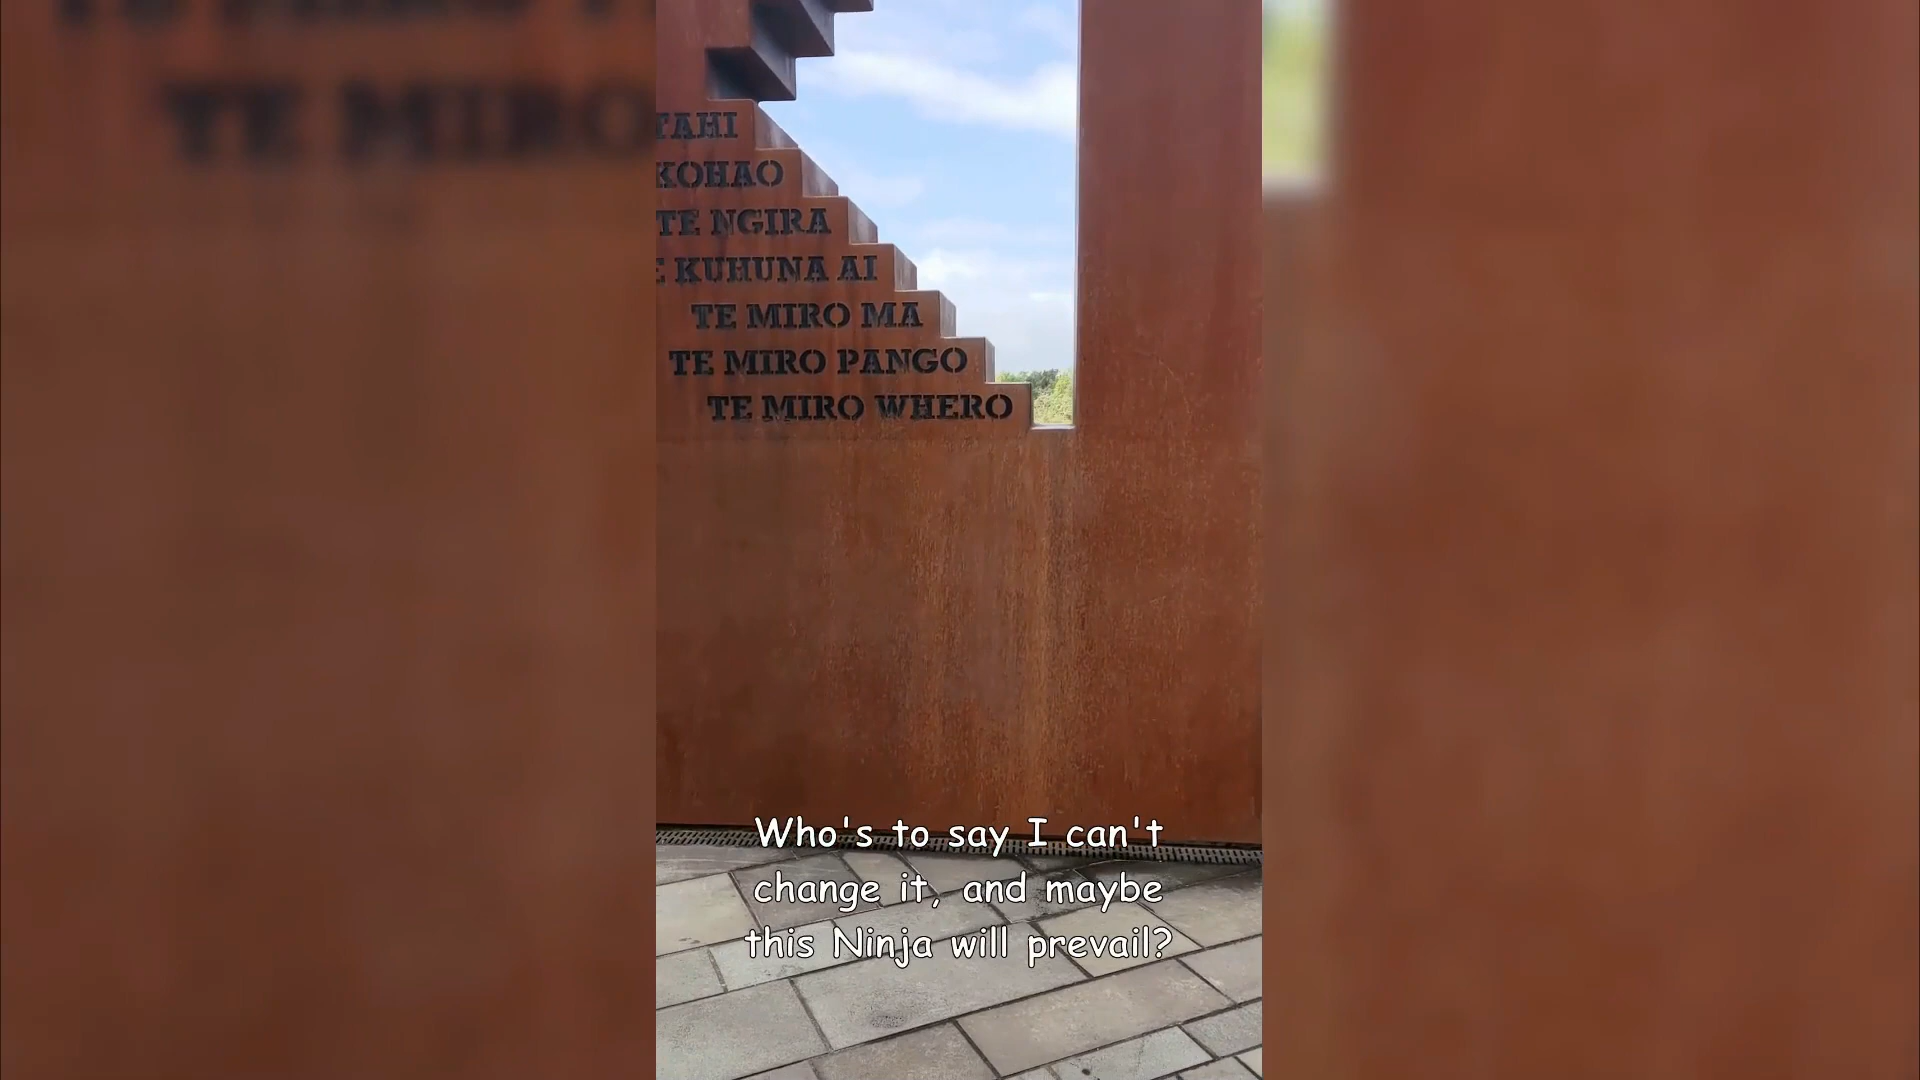 TAHI
KOHAO
TE NGIRA
E KUHUNA AI
TE MIRO MA
TE MIRO PANGO
TE MIRO WHERO
Who's to say I can't
change it, and maybe
this Ninja will prevail?